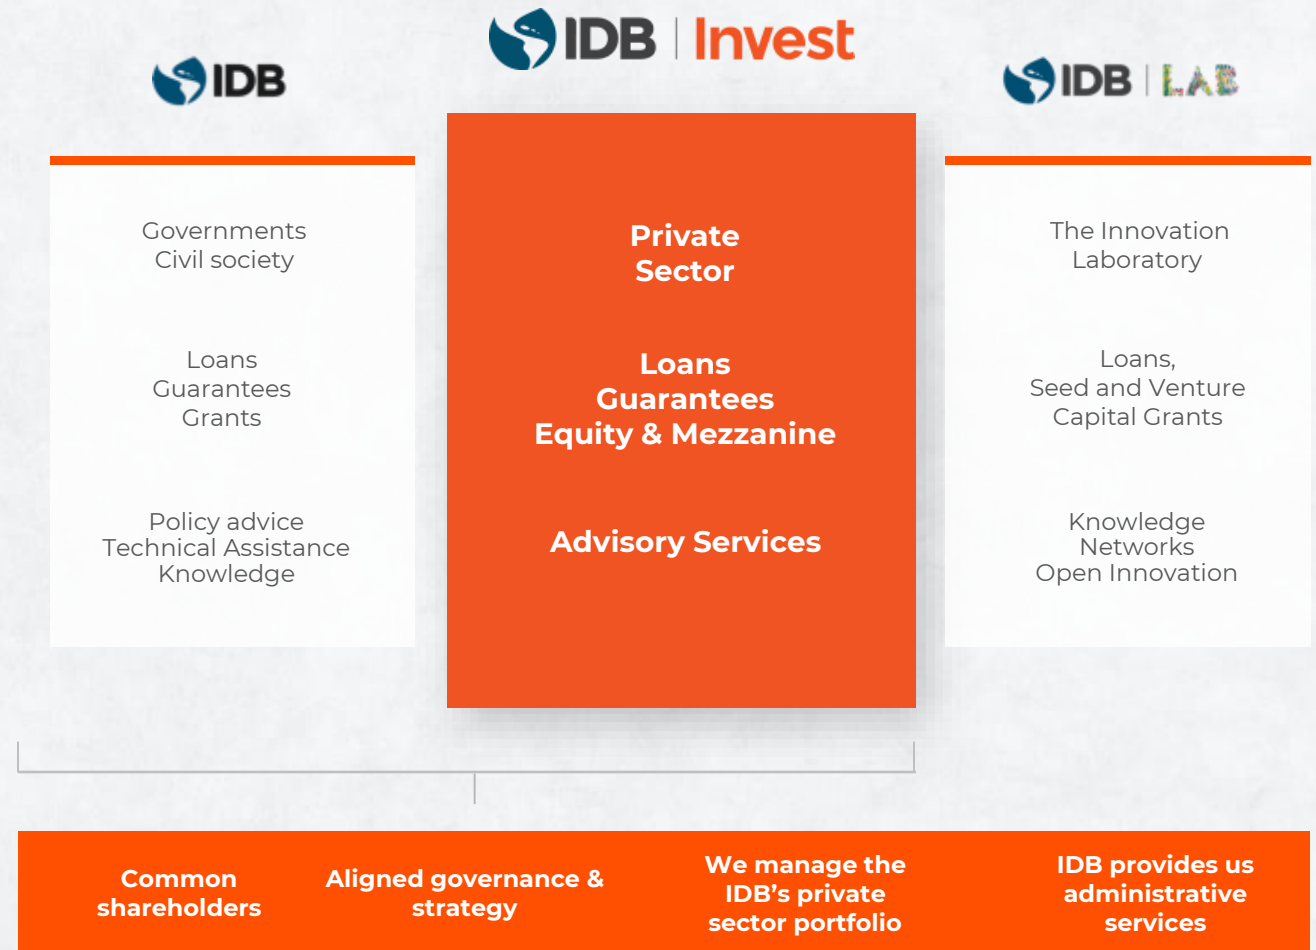 IDB
IDB | Invest
IDB | LAB
Governments
Civil society
Loans
Guarantees
Grants
Policy advice
Technical Assistance
Knowledge
Private
Sector
Loans
Guarantees
Equity & Mezzanine
Advisory Services
The Innovation
Laboratory
Loans,
Seed and Venture
Capital Grants
Knowledge
Networks
Open Innovation
Common
shareholders
Aligned governance &
strategy
We manage the
IDB’s private
sector portfolio
IDB provides us
administrative
services